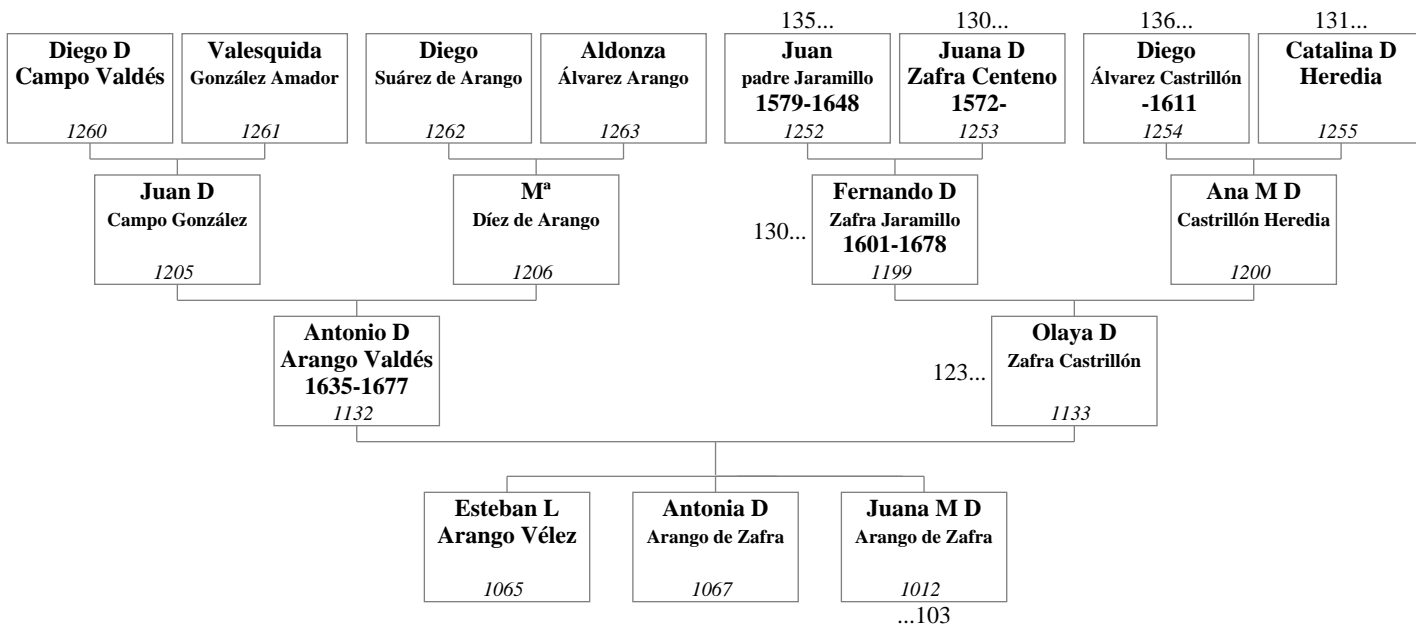 135...
130...
136...
131...
Diego D
Campo Valdés
1260
Valesquida
González Amador
1261
Diego
Suárez de Arango
1262
Aldonza
Álvarez Arango
1263
Juan
padre Jaramillo
1579-1648
1252
Juana D
Zafra Centeno
1572-
1253
Diego
Álvarez Castrillón
-1611
1254
Catalina D
Heredia
1255
Juan D
Campo González
1205
Mª
Díez de Arango
1206
130...
Fernando D
Zafra Jaramillo
1601-1678
1199
Ana M D
Castrillón Heredia
1200
Antonio D
Arango Valdés
1635-1677
1132
123...
Olaya D
Zafra Castrillón
1133
Esteban L
Arango Vélez
1065
Antonia D
Arango de Zafra
1067
Juana M D
Arango de Zafra
1012
...103